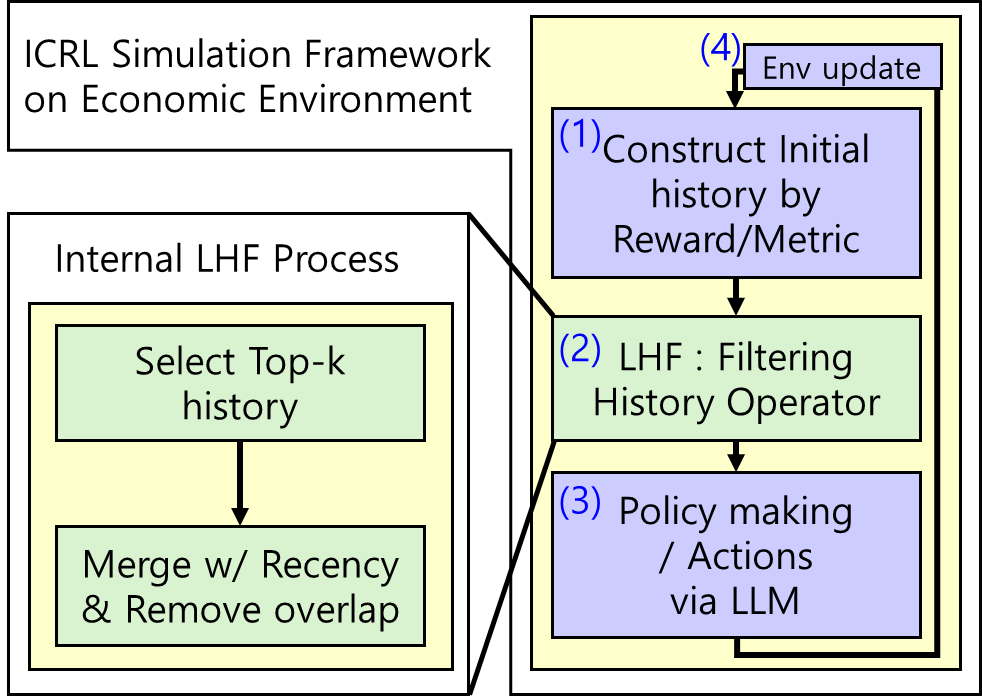 ICRL Simulation Framework
on Economic Environment
(4)
Env update
(1)
Construct Initial
history by
Reward/Metric
(2)
LHF : Filtering
History Operator
(3)
Policy making
/ Actions
via LLM
Internal LHF Process
Select Top-k
history
Merge w/ Recency
& Remove overlap